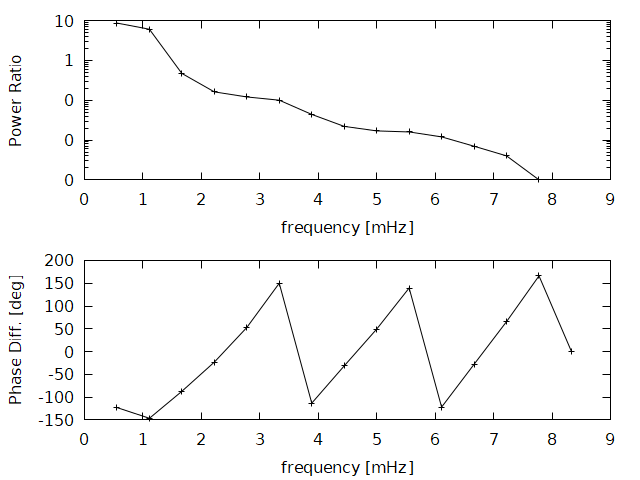 Power Ratio
10
1
0
0
0
0 1 2 3 4 5 6 7 8 9
frequency [mHz]
Phase Diff. [deg]
200
150
100
50
0
-50
-100
-150
0 1 2 3 4 5 6 7 8 9
frequency [mHz]